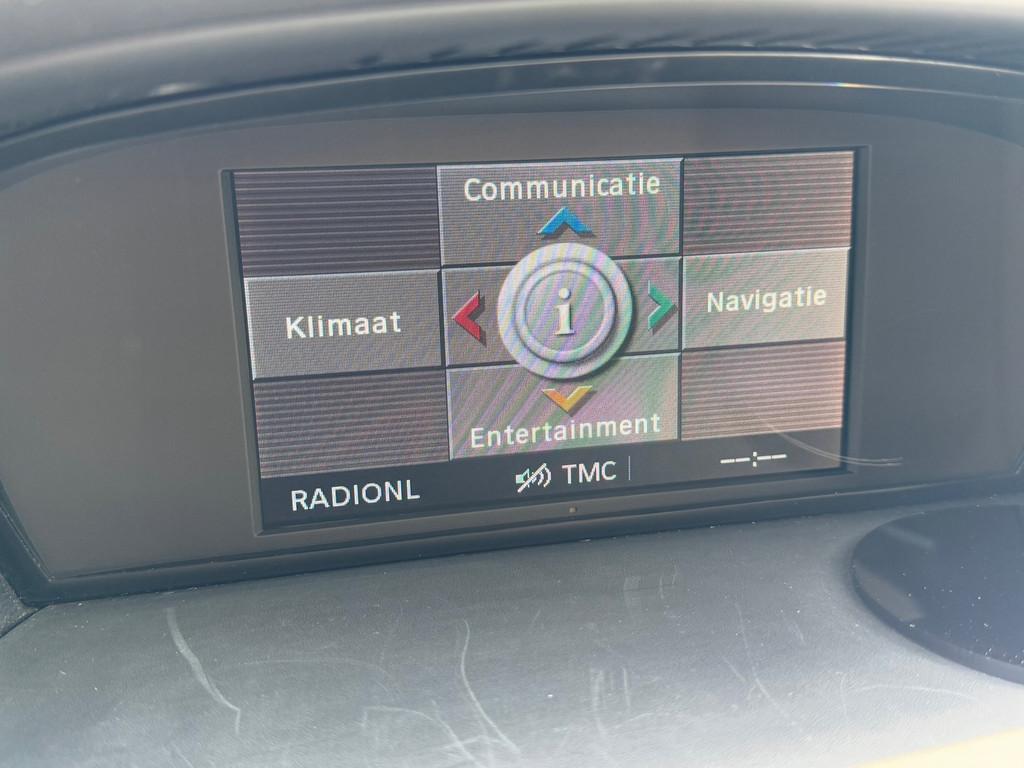 Communicatie
Klimaat
i
Navigatie
Entertainment
RADIONL
TMC
--:--